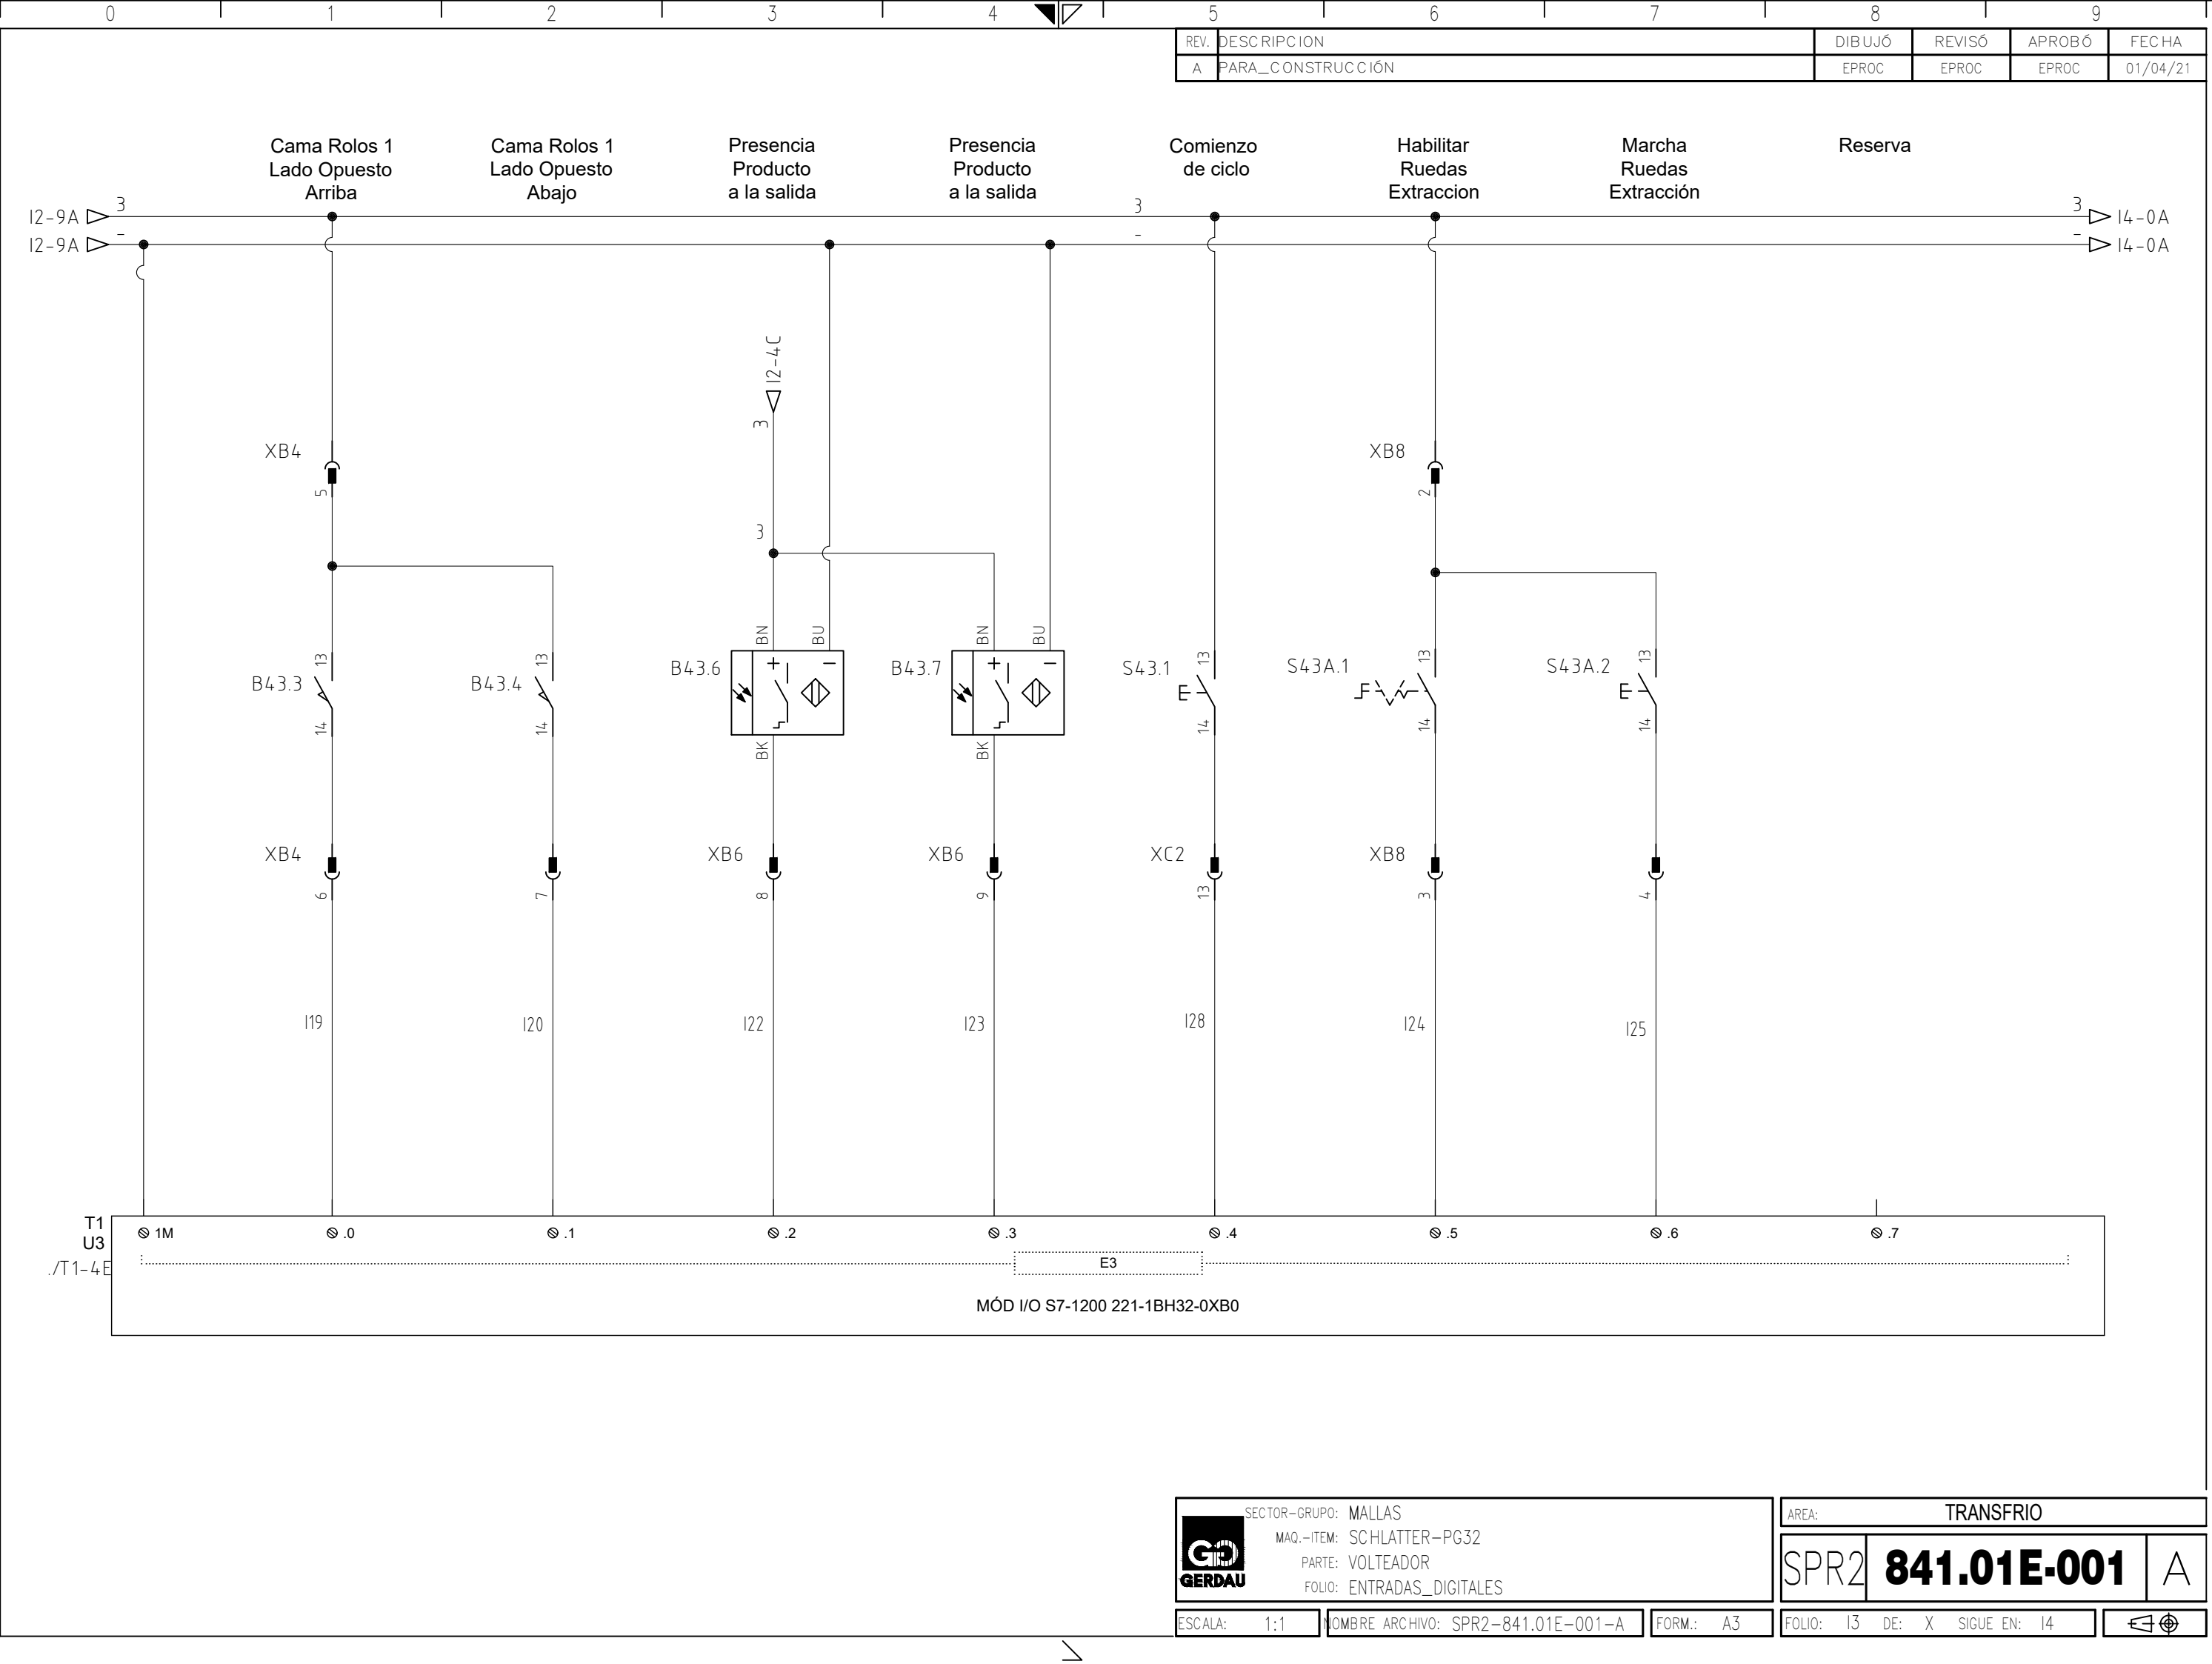 0 1 2 3 4 5 6 7 8 9
REV. DESCRIPCION DIBUJÓ REVISÓ APROBÓ FECHA
A PARA_CONSTRUCCIÓN EPROC EPROC EPROC 01/04/21
Cama Rolos 1
Lado Opuesto
Arriba
Cama Rolos 1
Lado Opuesto
Abajo
Presencia
Producto
a la salida
Presencia
Producto
a la salida
Comienzo
de ciclo
Habilitar
Ruedas
Extraccion
Marcha
Ruedas
Extracción
Reserva
I2-9A 3 3 3 I4-0A
I2-9A - - - I4-0A
I2-4C
3
XB4
5
XB8
2
3
BN BU BN BU
13 13 13 13 13
B43.3 B43.4 B43.6 B43.7 S43.1 S43A.1 S43A.2
+ - + -
14 14 14 14 14
BK BK
XB4 XB6 XB6 XC2 XB8
6 7 8 9 13 3 4
I19 I20 I22 I23 I28 I24 I25
T1
U3
./T1-4E
1M .0 .1 .2 .3 .4 .5 .6 .7
E3
MÓD I/O S7-1200 221-1BH32-0XB0
GERDAU
SECTOR-GRUPO: MALLAS
MAQ.-ITEM: SCHLATTER-PG32
PARTE: VOLTEADOR
FOLIO: ENTRADAS_DIGITALES
AREA: TRANSFRIO
SPR2 841.01E-001 A
ESCALA: 1:1 NOMBRE ARCHIVO: SPR2-841.01E-001-A FORM.: A3 FOLIO: I3 DE: X SIGUE EN: I4